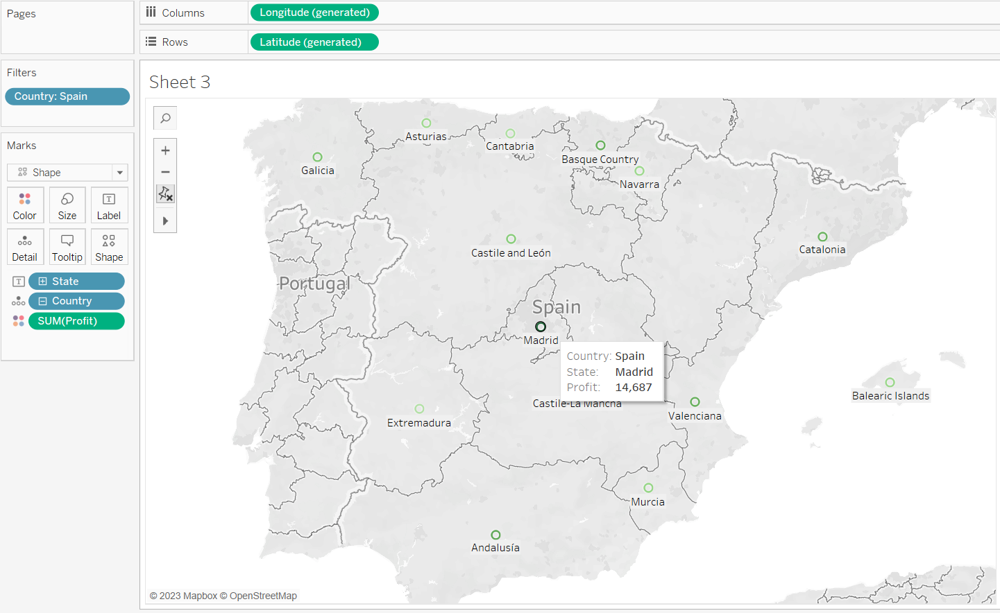 Pages
Columns
Longitude (generated)
Rows
Latitude (generated)
Filters
Country: Spain
Sheet 3
Marks
Shape
Color
Size
Label
Detail
Tooltip
Shape
State
Country
SUM(Profit)
Asturias
Cantabria
Basque Country
Galicia
Navarra
Castile and León
Catalonia
Portugal
Spain
Madrid
Country: Spain
State: Madrid
Profit: 14,687
Castile-La Mancha
Balearic Islands
Extremadura
Valenciana
Murcia
Andalusía
© 2023 Mapbox © OpenStreetMap